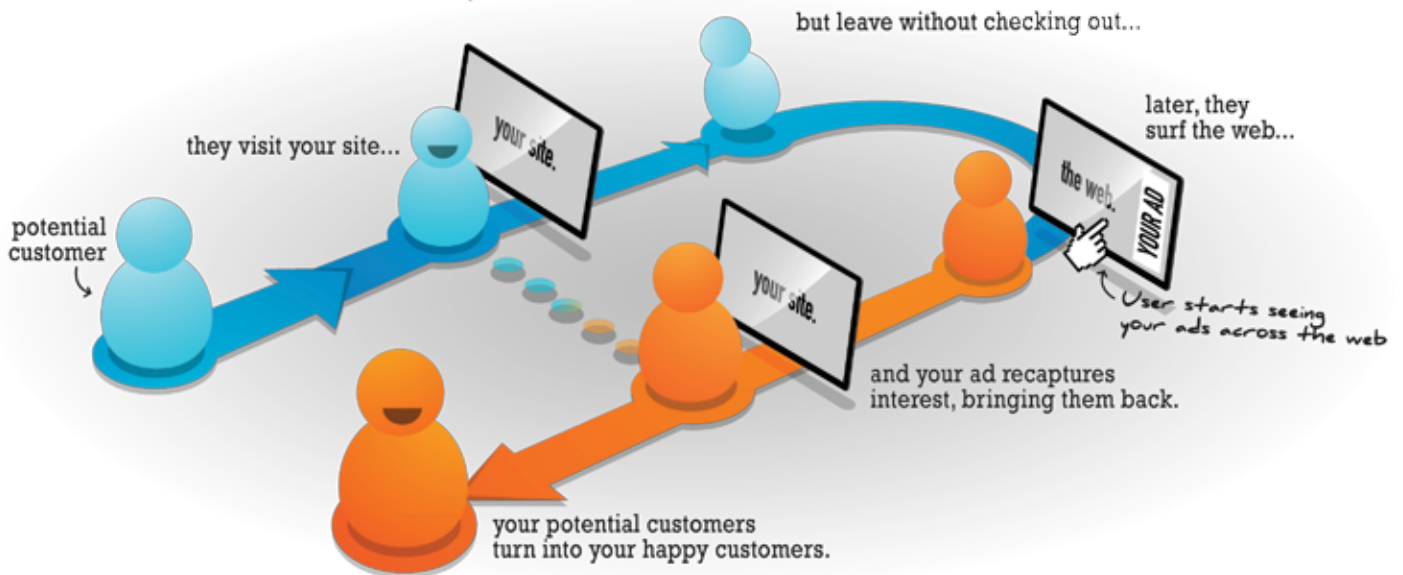 potential
customer
they visit your site...
your site.
but leave without checking out...
later, they
surf the web...
the web.
YOUR AD
User starts seeing
your ads across the web
your site.
and your ad recaptures
interest, bringing them back.
your potential customers
turn into your happy customers.